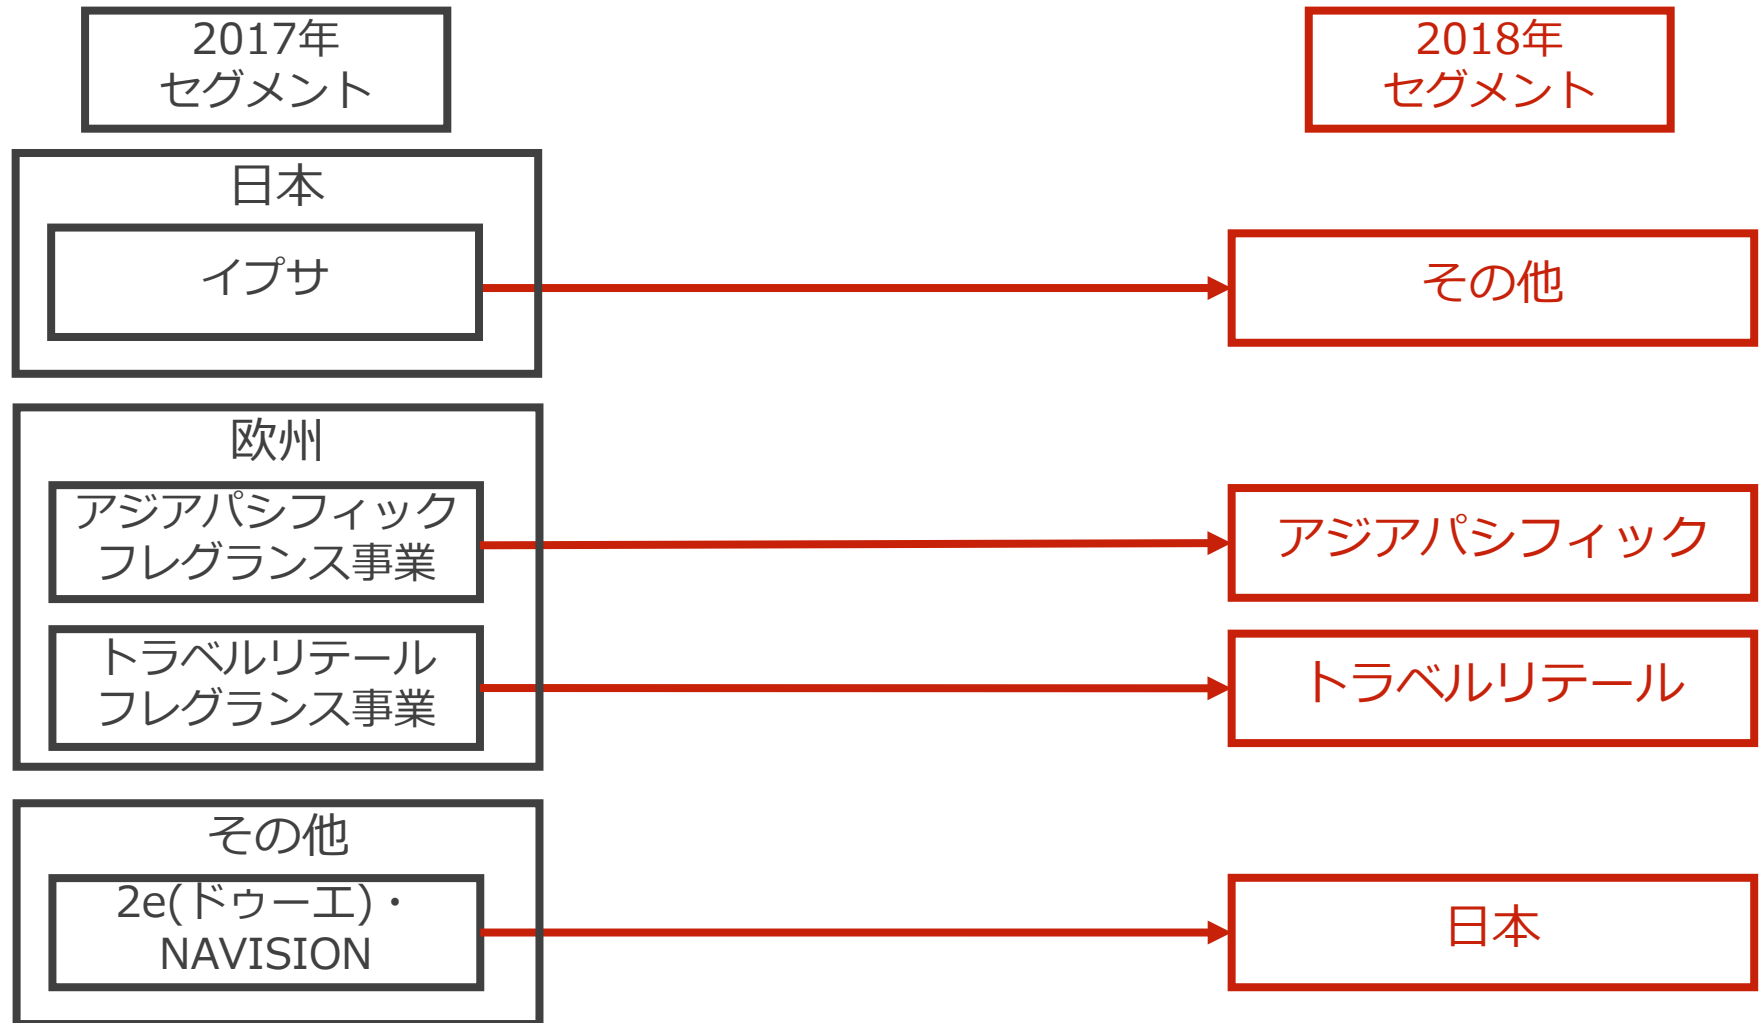 2017年
セグメント
2018年
セグメント
日本
イプサ
その他
欧州
アジアパシフィック
フレグランス事業
アジアパシフィック
トラベルリテール
フレグランス事業
トラベルリテール
その他
2e(ドゥーエ)・
NAVISION
日本